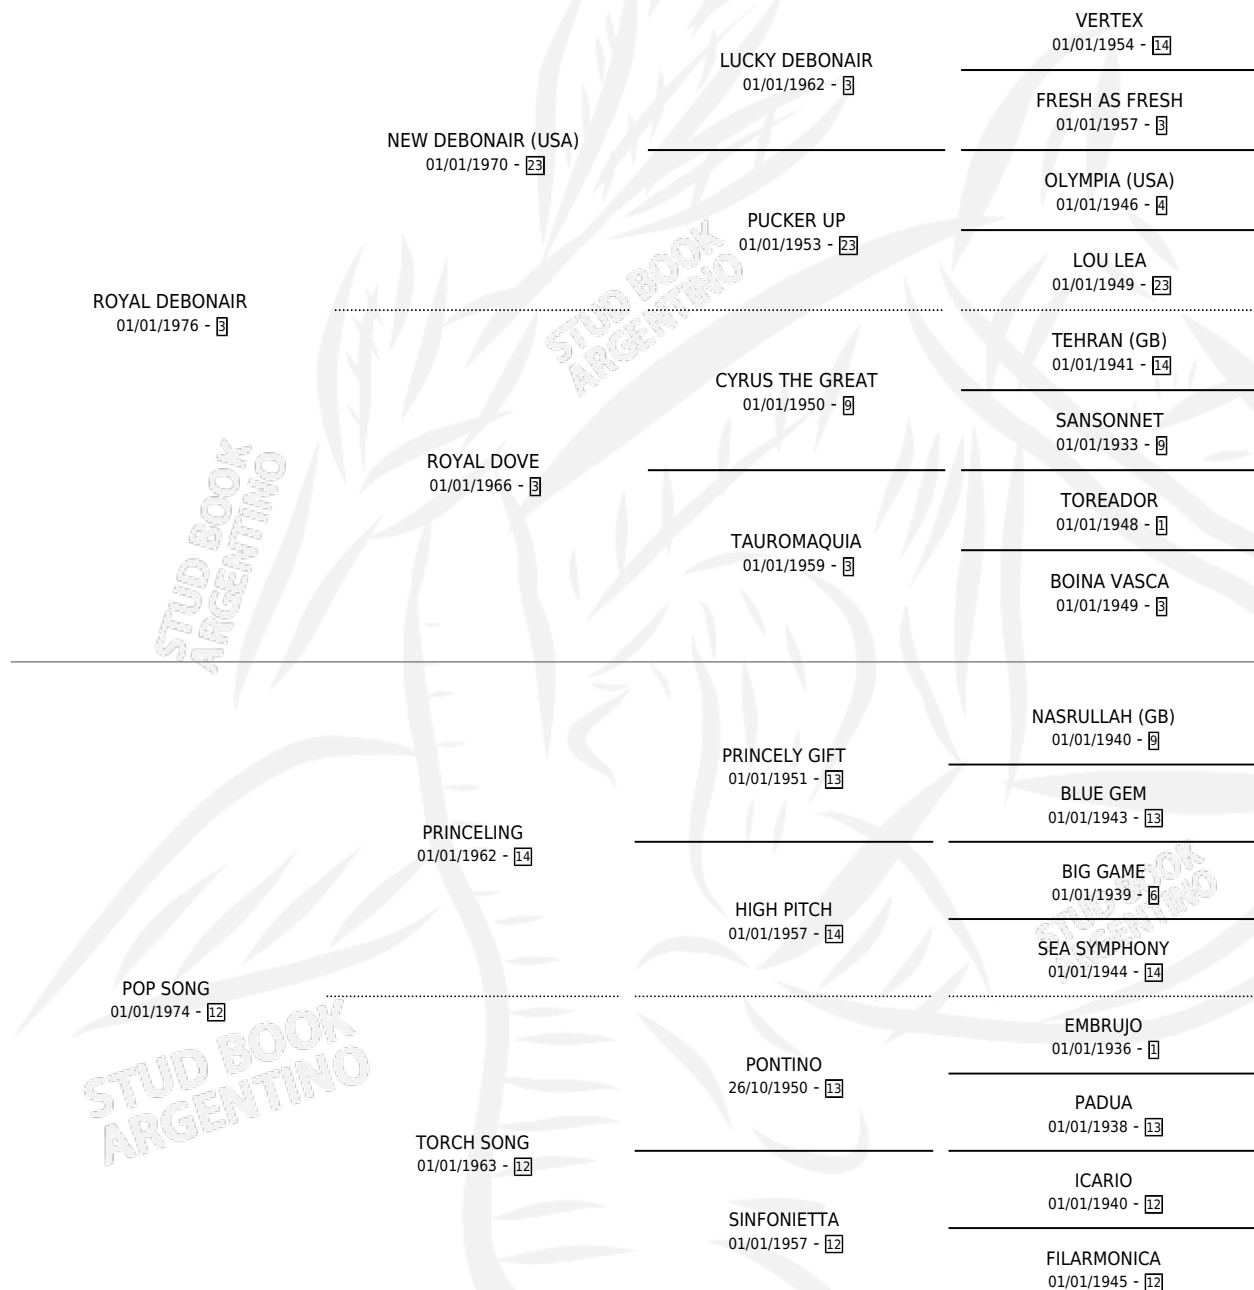 VERTEX
01/01/1954 - 14
LUCKY DEBONAIR
01/01/1962 - 3
FRESH AS FRESH
01/01/1957 - 3
NEW DEBONAIR (USA)
01/01/1970 - 23
OLYMPIA (USA)
01/01/1946 - 4
PUCKER UP
01/01/1953 - 23
LOU LEA
01/01/1949 - 23
ROYAL DEBONAIR
01/01/1976 - 3
TEHRAN (GB)
01/01/1941 - 14
CYRUS THE GREAT
01/01/1950 - 9
SANSONNET
01/01/1933 - 9
ROYAL DOVE
01/01/1966 - 3
TOREADOR
01/01/1948 - 1
TAUROMAQUIA
01/01/1959 - 3
BOINA VASCA
01/01/1949 - 3
NASRULLAH (GB)
01/01/1940 - 9
PRINCELY GIFT
01/01/1951 - 13
BLUE GEM
01/01/1943 - 13
PRINCELING
01/01/1962 - 14
BIG GAME
01/01/1939 - 6
HIGH PITCH
01/01/1957 - 14
SEA SYMPHONY
01/01/1944 - 14
POP SONG
01/01/1974 - 12
EMBRUJO
01/01/1936 - 1
PONTINO
26/10/1950 - 13
PADUA
01/01/1938 - 13
TORCH SONG
01/01/1963 - 12
ICARIO
01/01/1940 - 12
SINFONIETTA
01/01/1957 - 12
FILARMONICA
01/01/1945 - 12
STUD BOOK
ARGENTINO
STUD BOOK
ARGENTINO
STUD BOOK
ARGENTINO
STUD BOOK
ARGENTINO